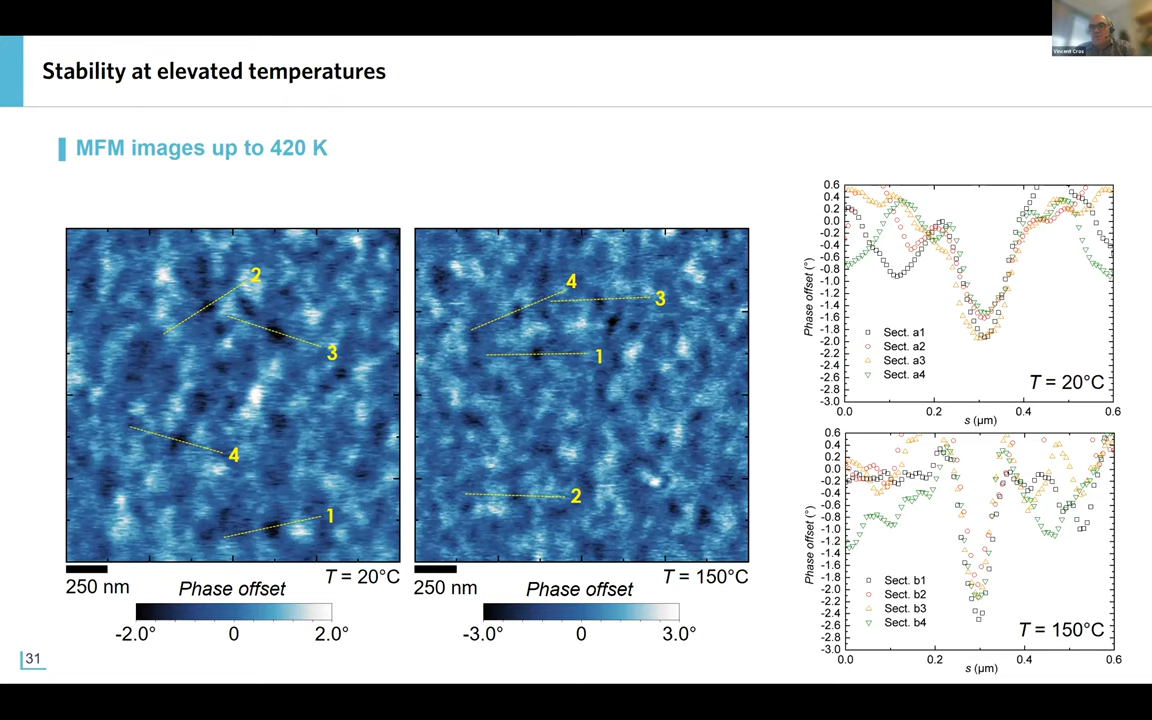 Vincent Cros
Stability at elevated temperatures
MFM images up to 420 K
2
3
4
1
250 nm
Phase offset
T = 20°C
-2.0°
0
2.0°
4
3
1
2
Phase offset
T = 150°C
-3.0°
0
3.0°
250 nm
0.6
0.4
0.2
0.0
-0.2
-0.4
-0.6
-0.8
-1.0
-1.2
-1.4
-1.6
-1.8
-2.0
-2.2
-2.4
-2.6
-2.8
-3.0
Phase offset (°)
Sect. a1
Sect. a2
Sect. a3
Sect. a4
T = 20°C
0.0
0.2
0.4
0.6
s (µm)
0.6
0.4
0.2
0.0
-0.2
-0.4
-0.6
-0.8
-1.0
-1.2
-1.4
-1.6
-1.8
-2.0
-2.2
-2.4
-2.6
-2.8
-3.0
Phase offset (°)
Sect. b1
Sect. b2
Sect. b3
Sect. b4
T = 150°C
0.0
0.2
0.4
0.6
s (µm)
31